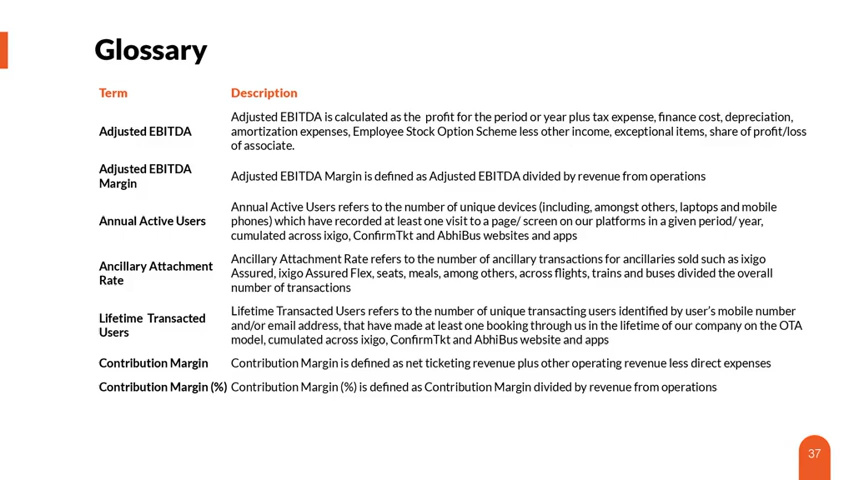 Glossary
Term Description
Adjusted EBITDA
Adjusted EBITDA is calculated as the profit for the period or year plus tax expense, finance cost, depreciation,
amortization expenses, Employee Stock Option Scheme less other income, exceptional items, share of profit/loss
of associate.
Adjusted EBITDA
Margin
Adjusted EBITDA Margin is defined as Adjusted EBITDA divided by revenue from operations
Annual Active Users
Annual Active Users refers to the number of unique devices (including, amongst others, laptops and mobile
phones) which have recorded at least one visit to a page/ screen on our platforms in a given period/ year,
cumulated across ixigo, ConfirmTkt and AbhiBus websites and apps
Ancillary Attachment
Rate
Ancillary Attachment Rate refers to the number of ancillary transactions for ancillaries sold such as ixigo
Assured, ixigo Assured Flex, seats, meals, among others, across flights, trains and buses divided the overall
number of transactions
Lifetime Transacted
Users
Lifetime Transacted Users refers to the number of unique transacting users identified by user's mobile number
and/or email address, that have made at least one booking through us in the lifetime of our company on the OTA
model, cumulated across ixigo, ConfirmTkt and AbhiBus website and apps
Contribution Margin Contribution Margin is defined as net ticketing revenue plus other operating revenue less direct expenses
Contribution Margin (%) Contribution Margin (%) is defined as Contribution Margin divided by revenue from operations
37